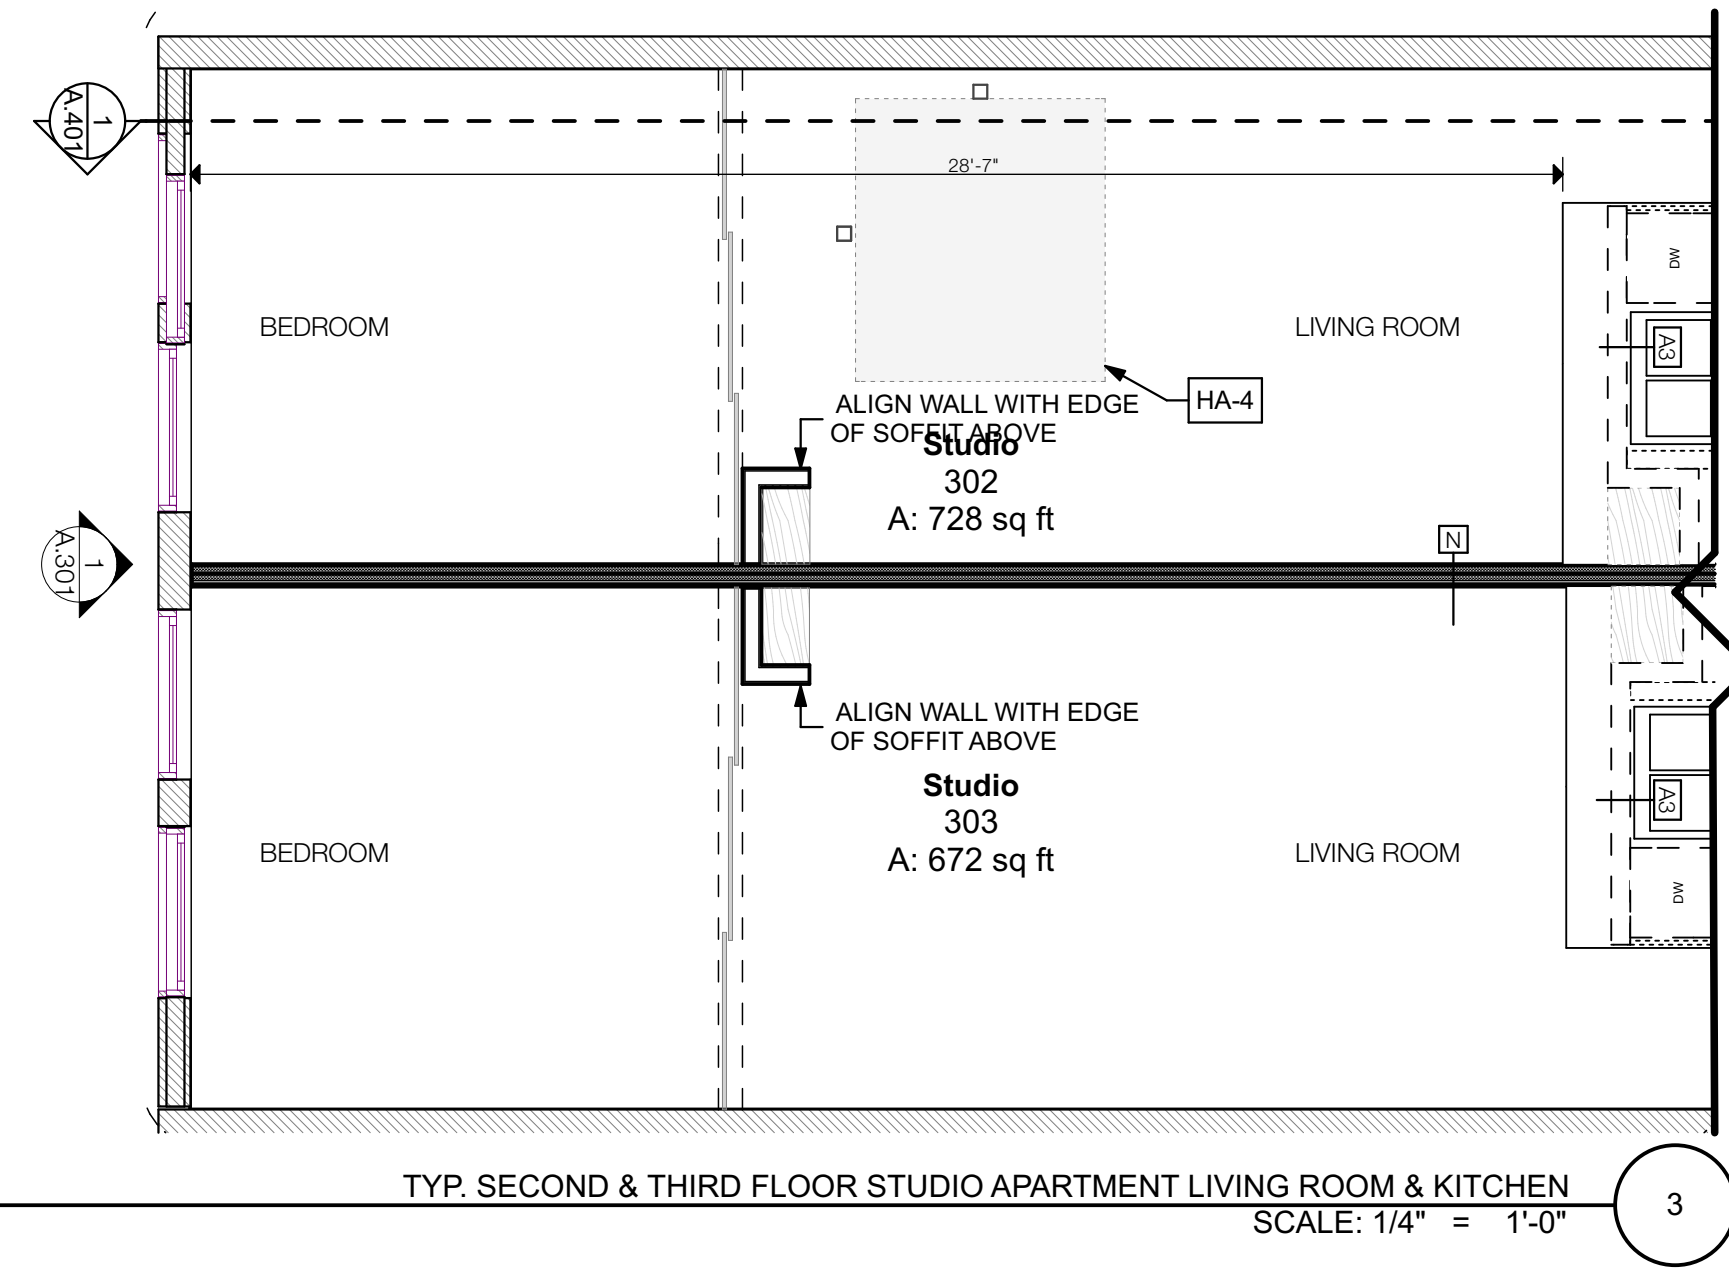 1
A.401
28'-7"
DW
BEDROOM
LIVING ROOM
A3
HA-4
ALIGN WALL WITH EDGE
OF SOFFIT ABOVE
Studio
302
A: 728 sq ft
N
1
A.301
ALIGN WALL WITH EDGE
OF SOFFIT ABOVE
Studio
303
A: 672 sq ft
A3
BEDROOM
LIVING ROOM
DW
TYP. SECOND & THIRD FLOOR STUDIO APARTMENT LIVING ROOM & KITCHEN
SCALE: 1/4" = 1'-0"
3